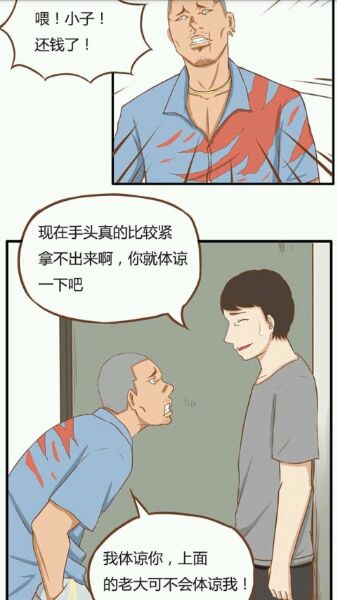 喂！小子！
还钱了！
现在手头真的比较紧
拿不出来啊，你就体谅
一下吧
我体谅你，上面
的老大可不会体谅我！